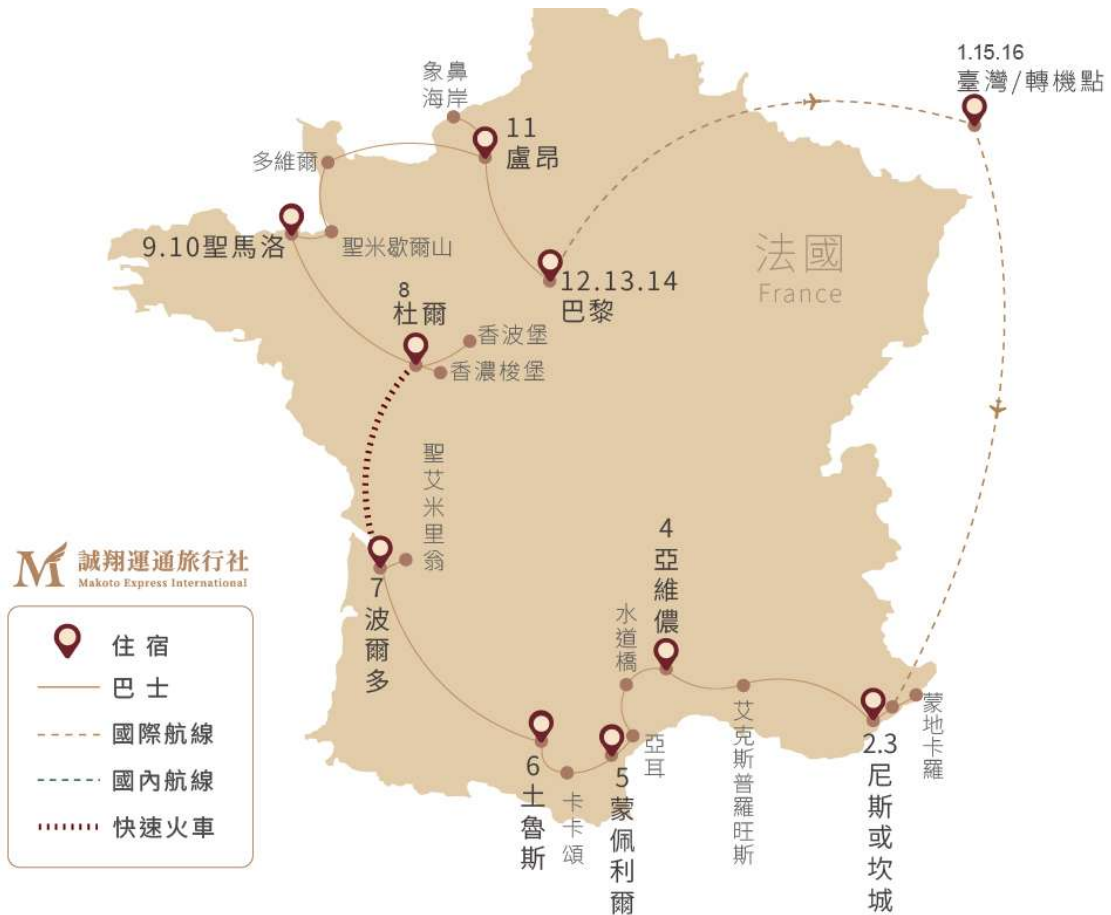 1.15.16
臺灣/轉機點
象鼻
海岸
11
盧昂
多維爾
9.10聖馬洛
聖米歇爾山
法國
France
12.13.14
巴黎
8
杜爾
香波堡
香濃梭堡
聖艾米里翁
7波爾多
4亞維儂
水道橋
亞耳
艾克斯普羅旺斯
蒙地卡羅
2.3
尼斯或坎城
5蒙佩利爾
卡卡頌
6土魯斯
誠翔運通旅行社
Makoto Express International
住宿
巴士
國際航線
國內航線
快速火車